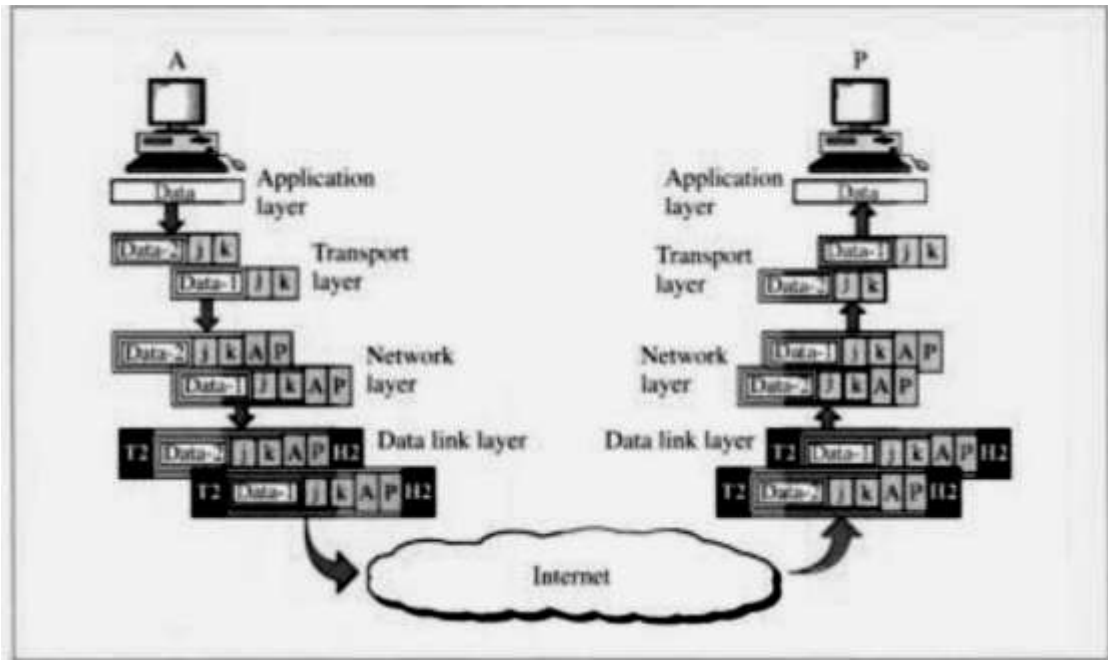 A
P
Data
Application
layer
Application
layer
Data
Data-2 j k
Transport
layer
Data-1 j k
Transport
layer
Data-1 j k
Data-2 j k
Data-2 j k A P
Network
layer
Data-1 j k A P
Network
layer
Data-1 j k A P
Data-2 j k A P
Data link layer
T2 Data-2 j k A P H2
T2 Data-1 j k A P
Data link layer
T2 Data-1 j k A P H2
T2 Data-2 j k A P H2
Internet